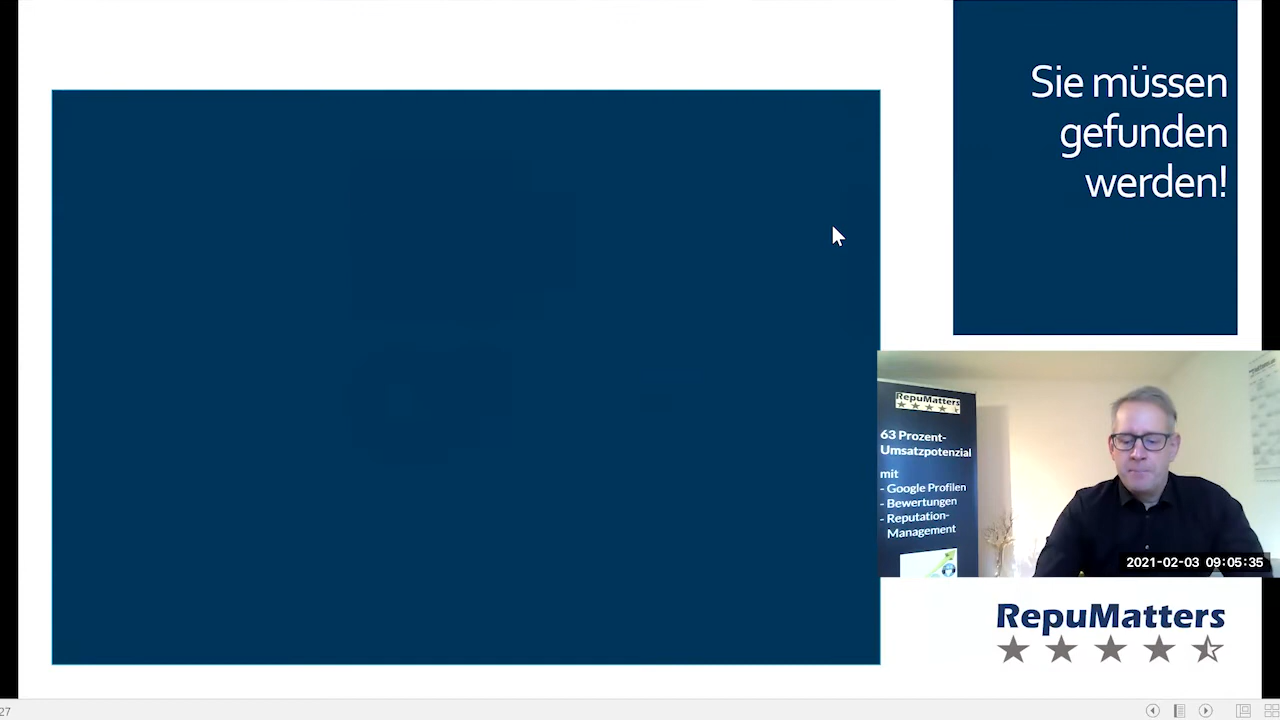 Sie müssen
gefunden
werden!
RepuMatters
63 Prozent-
Umsatzpotenzial
mit
- Google Profilen
- Bewertungen
- Reputation-
Management
2021-02-03 09:05:35
RepuMatters
27